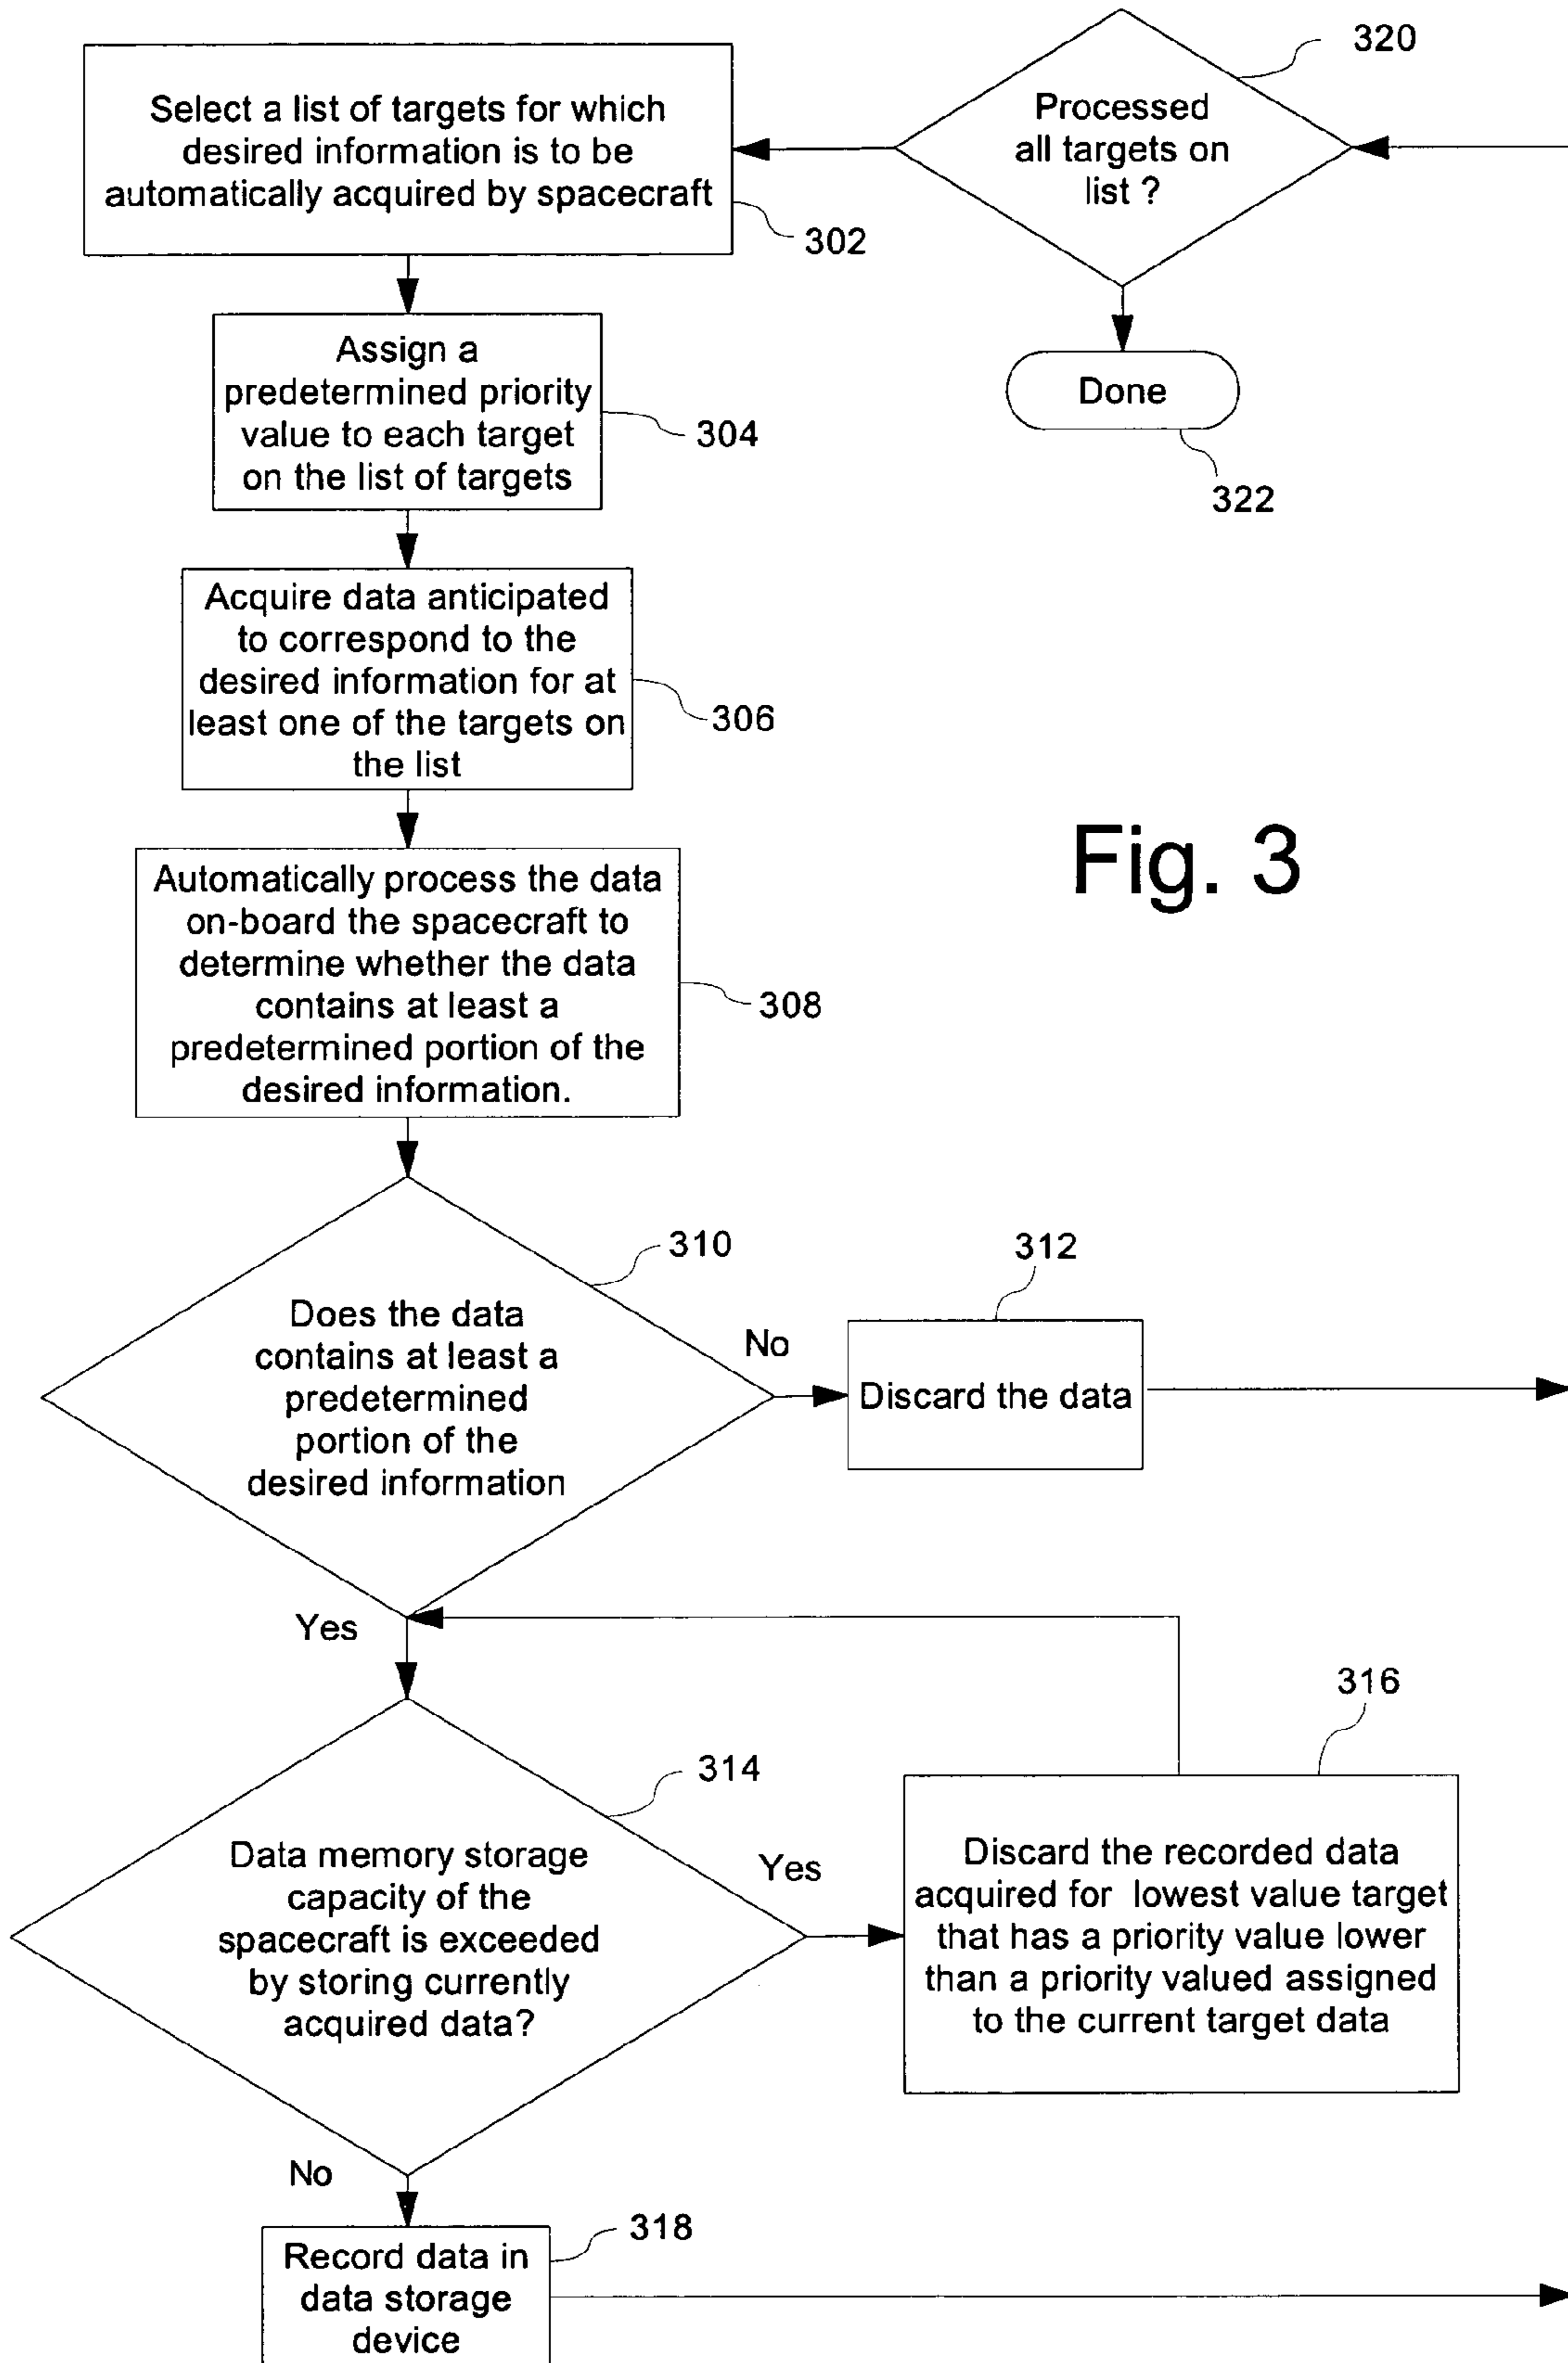 Select a list of targets for which
desired information is to be
automatically acquired by spacecraft
302
Processed
all targets on
list ?
320
Assign a
predetermined priority
value to each target
on the list of targets
304
Done
322
Acquire data anticipated
to correspond to the
desired information for at
least one of the targets on
the list
306
Fig. 3
Automatically process the data
on-board the spacecraft to
determine whether the data
contains at least a
predetermined portion of the
desired information.
308
Does the data
contains at least a
predetermined
portion of the
desired information
310
No
312
Discard the data
Yes
Data memory storage
capacity of the
spacecraft is exceeded
by storing currently
acquired data?
314
Yes
316
Discard the recorded data
acquired for lowest value target
that has a priority value lower
than a priority valued assigned
to the current target data
No
Record data in
data storage
device
318